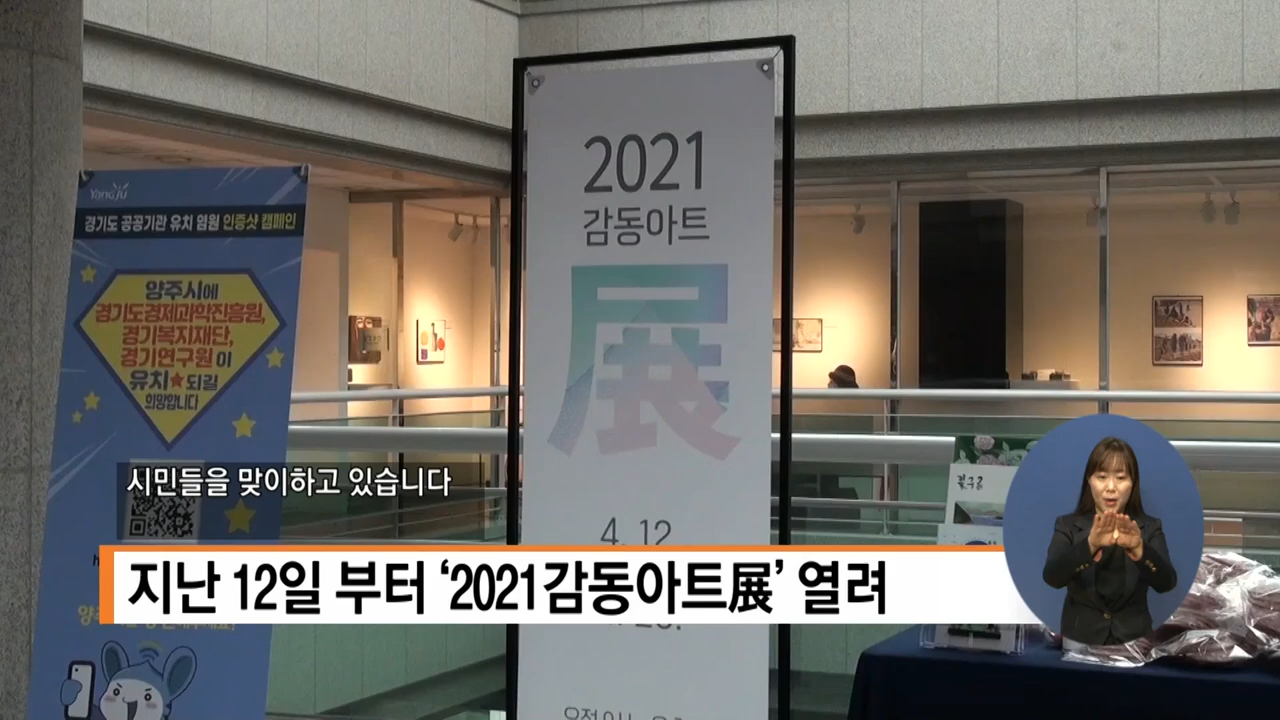 YangJu
경기도 공공기관 유치 염원 인증샷 캠페인
양주시에
경기도경제과학진흥원,
경기복지재단,
경기연구원이
유치★되길
희망합니다
2021
감동아트
展
4. 12
시민들을 맞이하고 있습니다
지난 12일 부터 ‘2021감동아트展’ 열려